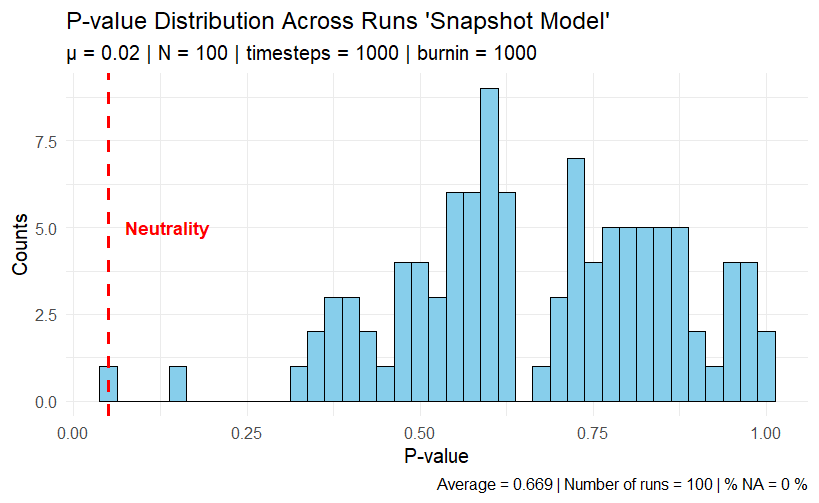 P-value Distribution Across Runs 'Snapshot Model'
μ = 0.02 | N = 100 | timesteps = 1000 | burnin = 1000
7.5
Neutrality
5.0
Counts
2.5
0.0
0.00 0.25 0.50 0.75 1.00
P-value
Average = 0.669 | Number of runs = 100 | % NA = 0 %